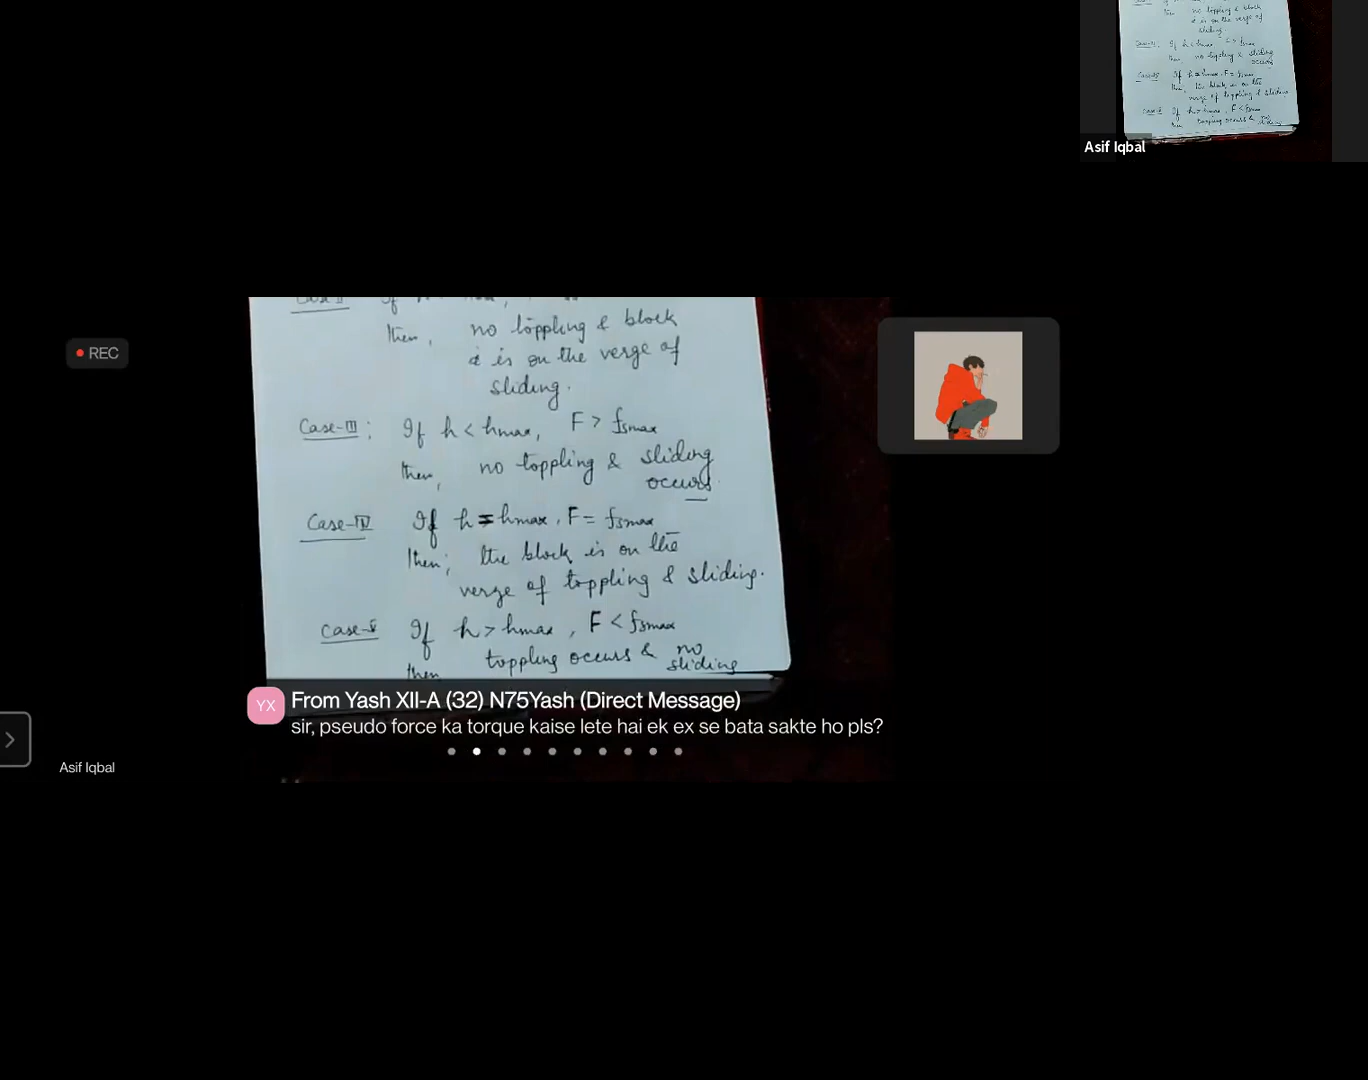 Asif Iqbal
REC
then, no toppling & block
is on the verge of
sliding.
Case-III: If h < hmax, F > fsmax
then, no toppling & sliding
occurs.
Case-IV If h = hmax, F = fsmax
then; the block is on the
verge of toppling & sliding.
Case-V If h > hmax, F < fsmax
then toppling occurs & no
sliding
YX
From Yash XII-A (32) N75Yash (Direct Message)
sir, pseudo force ka torque kaise lete hai ek ex se bata sakte ho pls?
Asif Iqbal